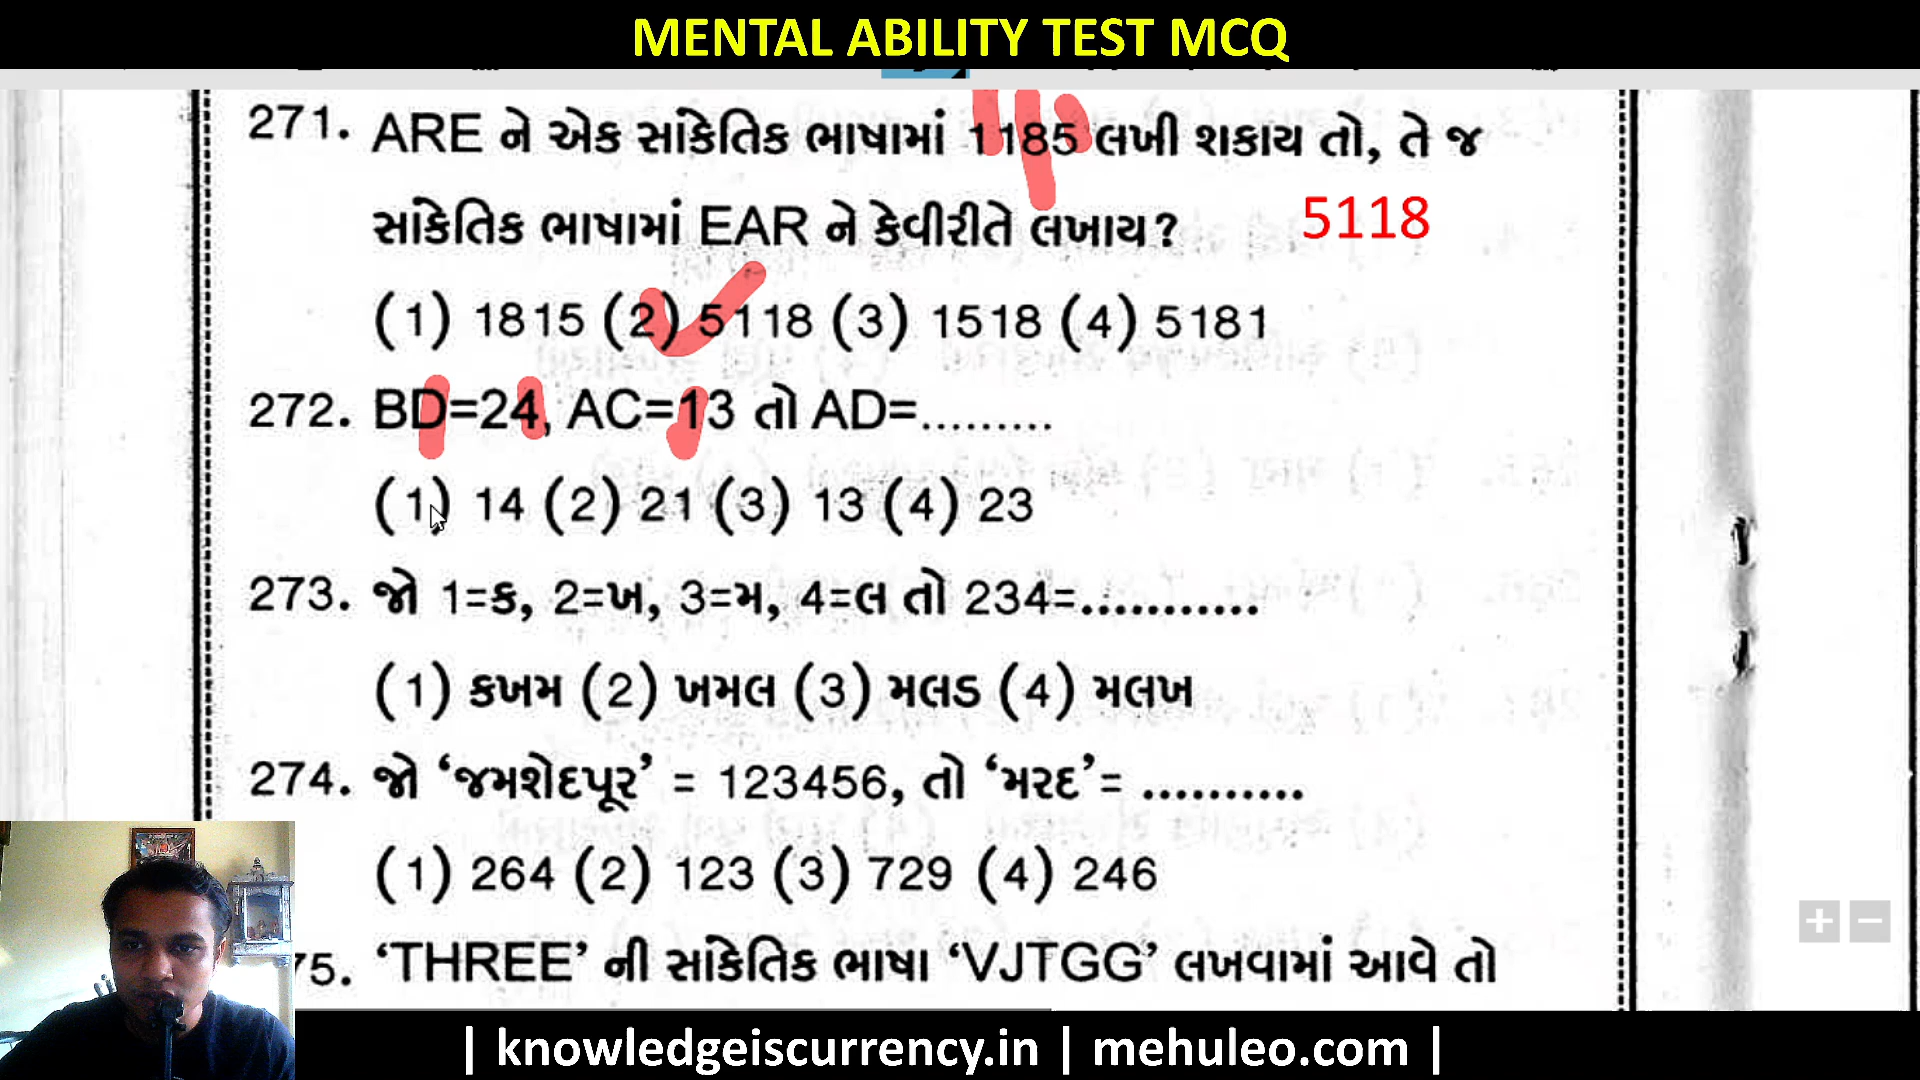 MENTAL ABILITY TEST MCQ
271. ARE ને એક સાંકેતિક ભાષામાં 1185 લખી શકાય તો, તે જ
સાંકેતિક ભાષામાં EAR ને કેવીરીતે લખાય? 5118
(1) 1815 (2) 5118 (3) 1518 (4) 5181
272. BD=24, AC=13 તો AD=.........
(1) 14 (2) 21 (3) 13 (4) 23
273. જો 1=ક, 2=ખ, 3=મ, 4=લ તો 234=...........
(1) કખમ (2) ખમલ (3) મલડ (4) મલખ
274. જો ‘જમશેદપૂર’ = 123456, તો ‘મરદ’= ..........
(1) 264 (2) 123 (3) 729 (4) 246
75. ‘THREE’ ની સાંકેતિક ભાષા ‘VJTGG’ લખવામાં આવે તો
| knowledgeiscurrency.in | mehuleo.com |